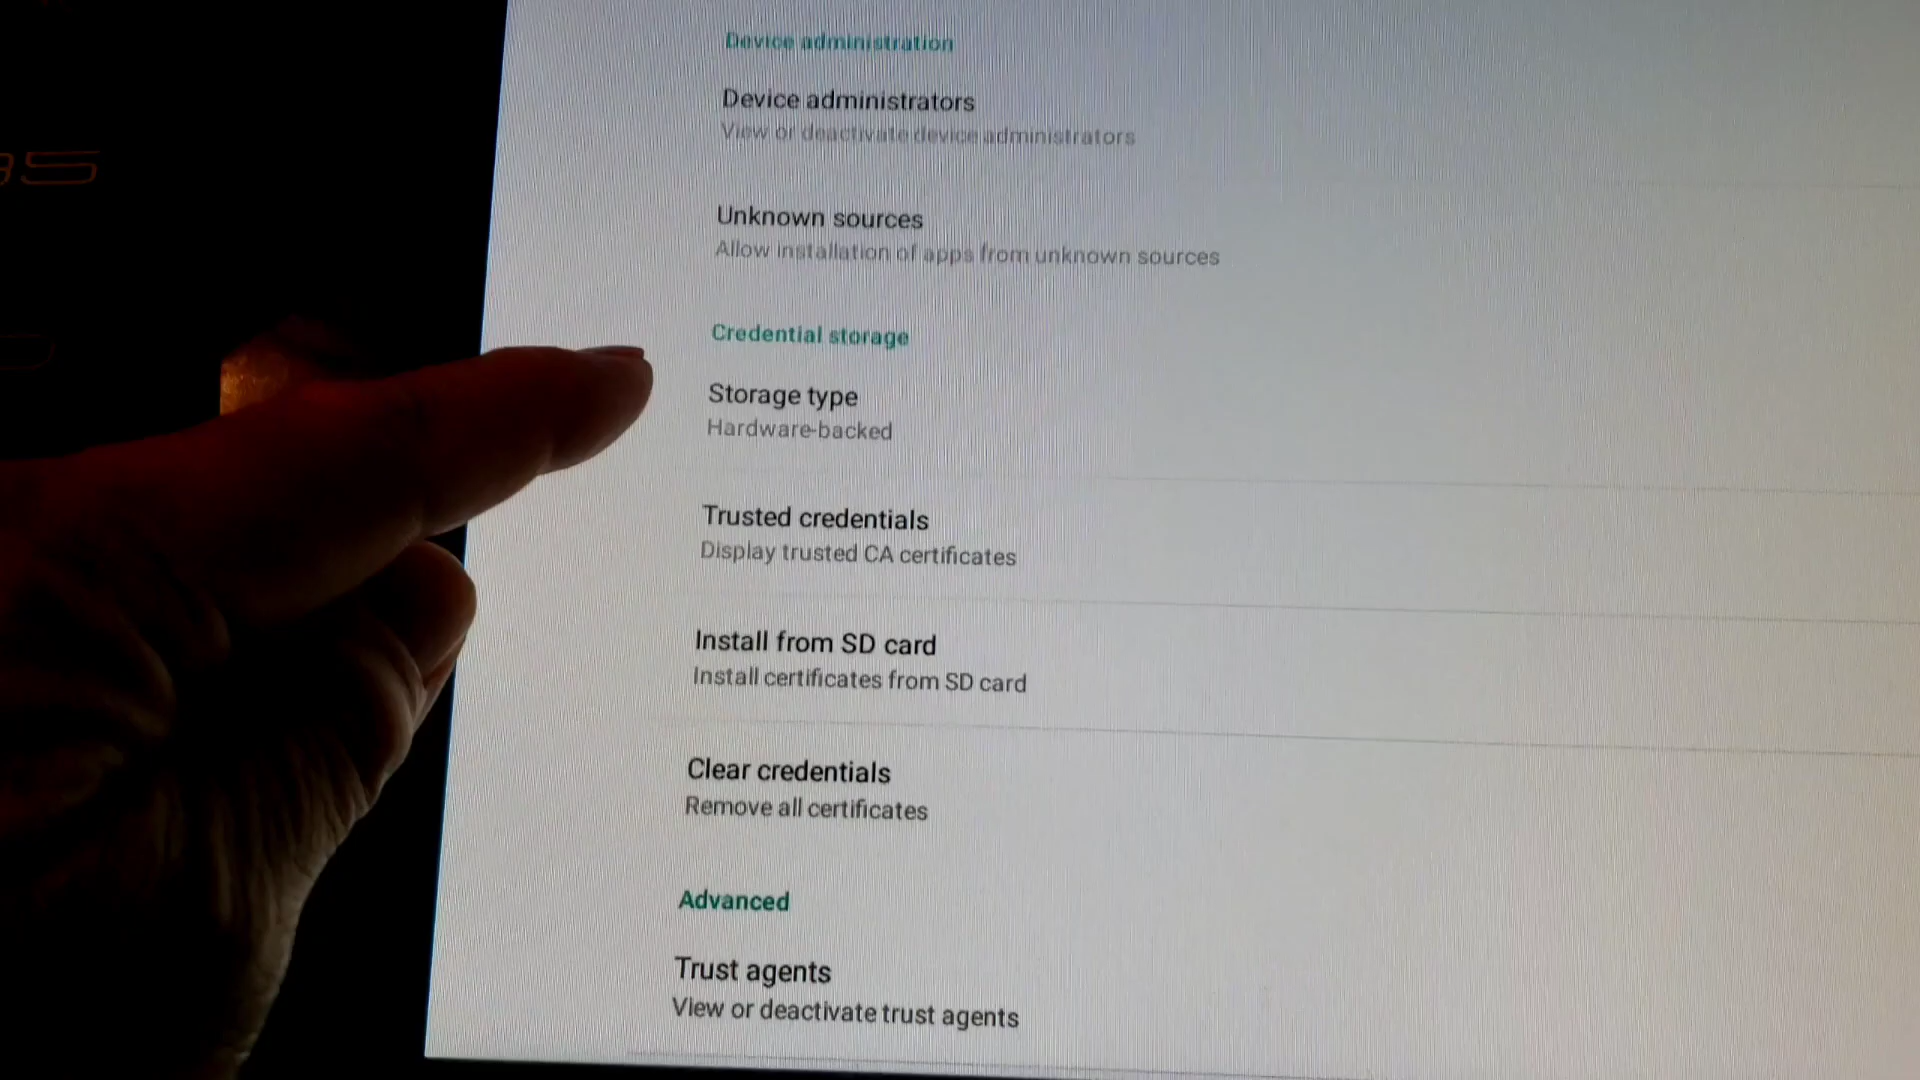 Device administration
Device administrators
View or deactivate device administrators
Unknown sources
Allow installation of apps from unknown sources
Credential storage
Storage type
Hardware-backed
Trusted credentials
Display trusted CA certificates
Install from SD card
Install certificates from SD card
Clear credentials
Remove all certificates
Advanced
Trust agents
View or deactivate trust agents